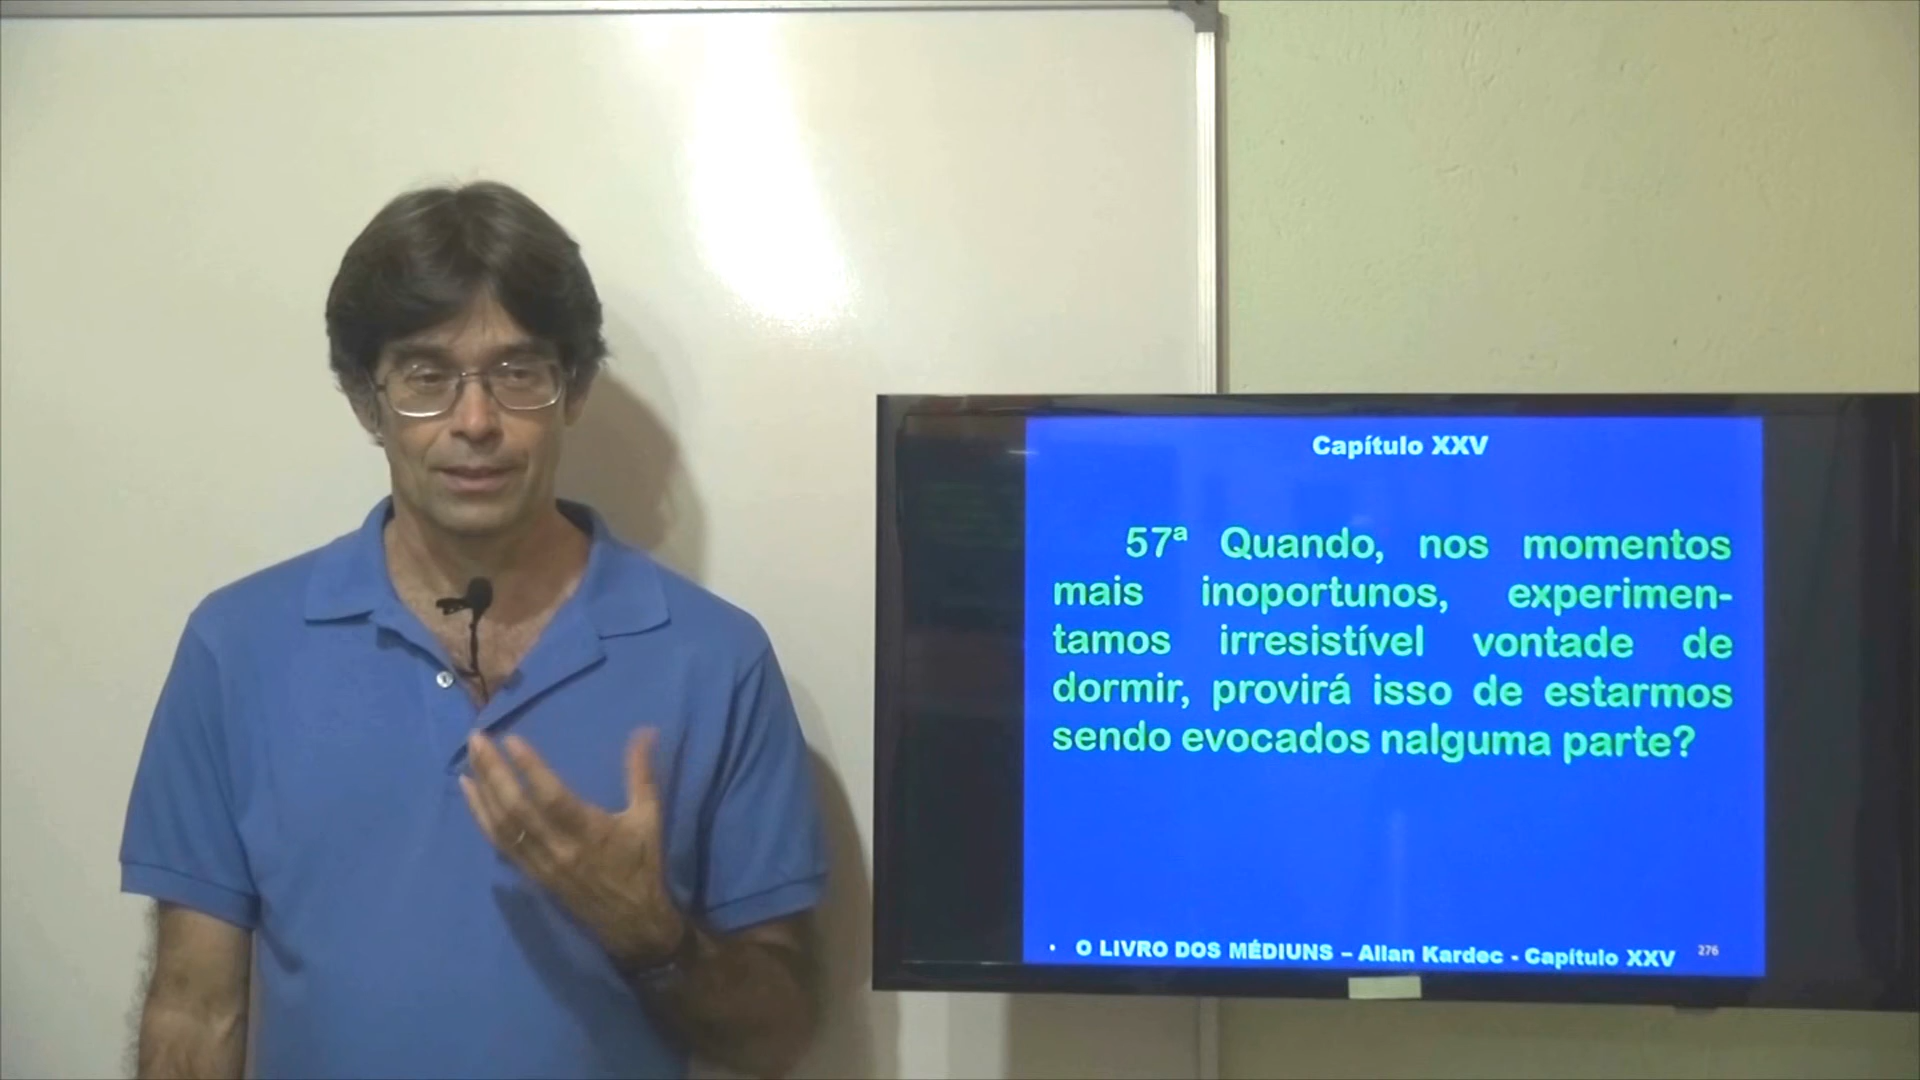 Capítulo XXV
57ª Quando, nos momentos
mais inoportunos, experimen-
tamos irresistível vontade de
dormir, provirá isso de estarmos
sendo evocados nalguma parte?
• O LIVRO DOS MÉDIUNS – Allan Kardec - Capítulo XXV 276